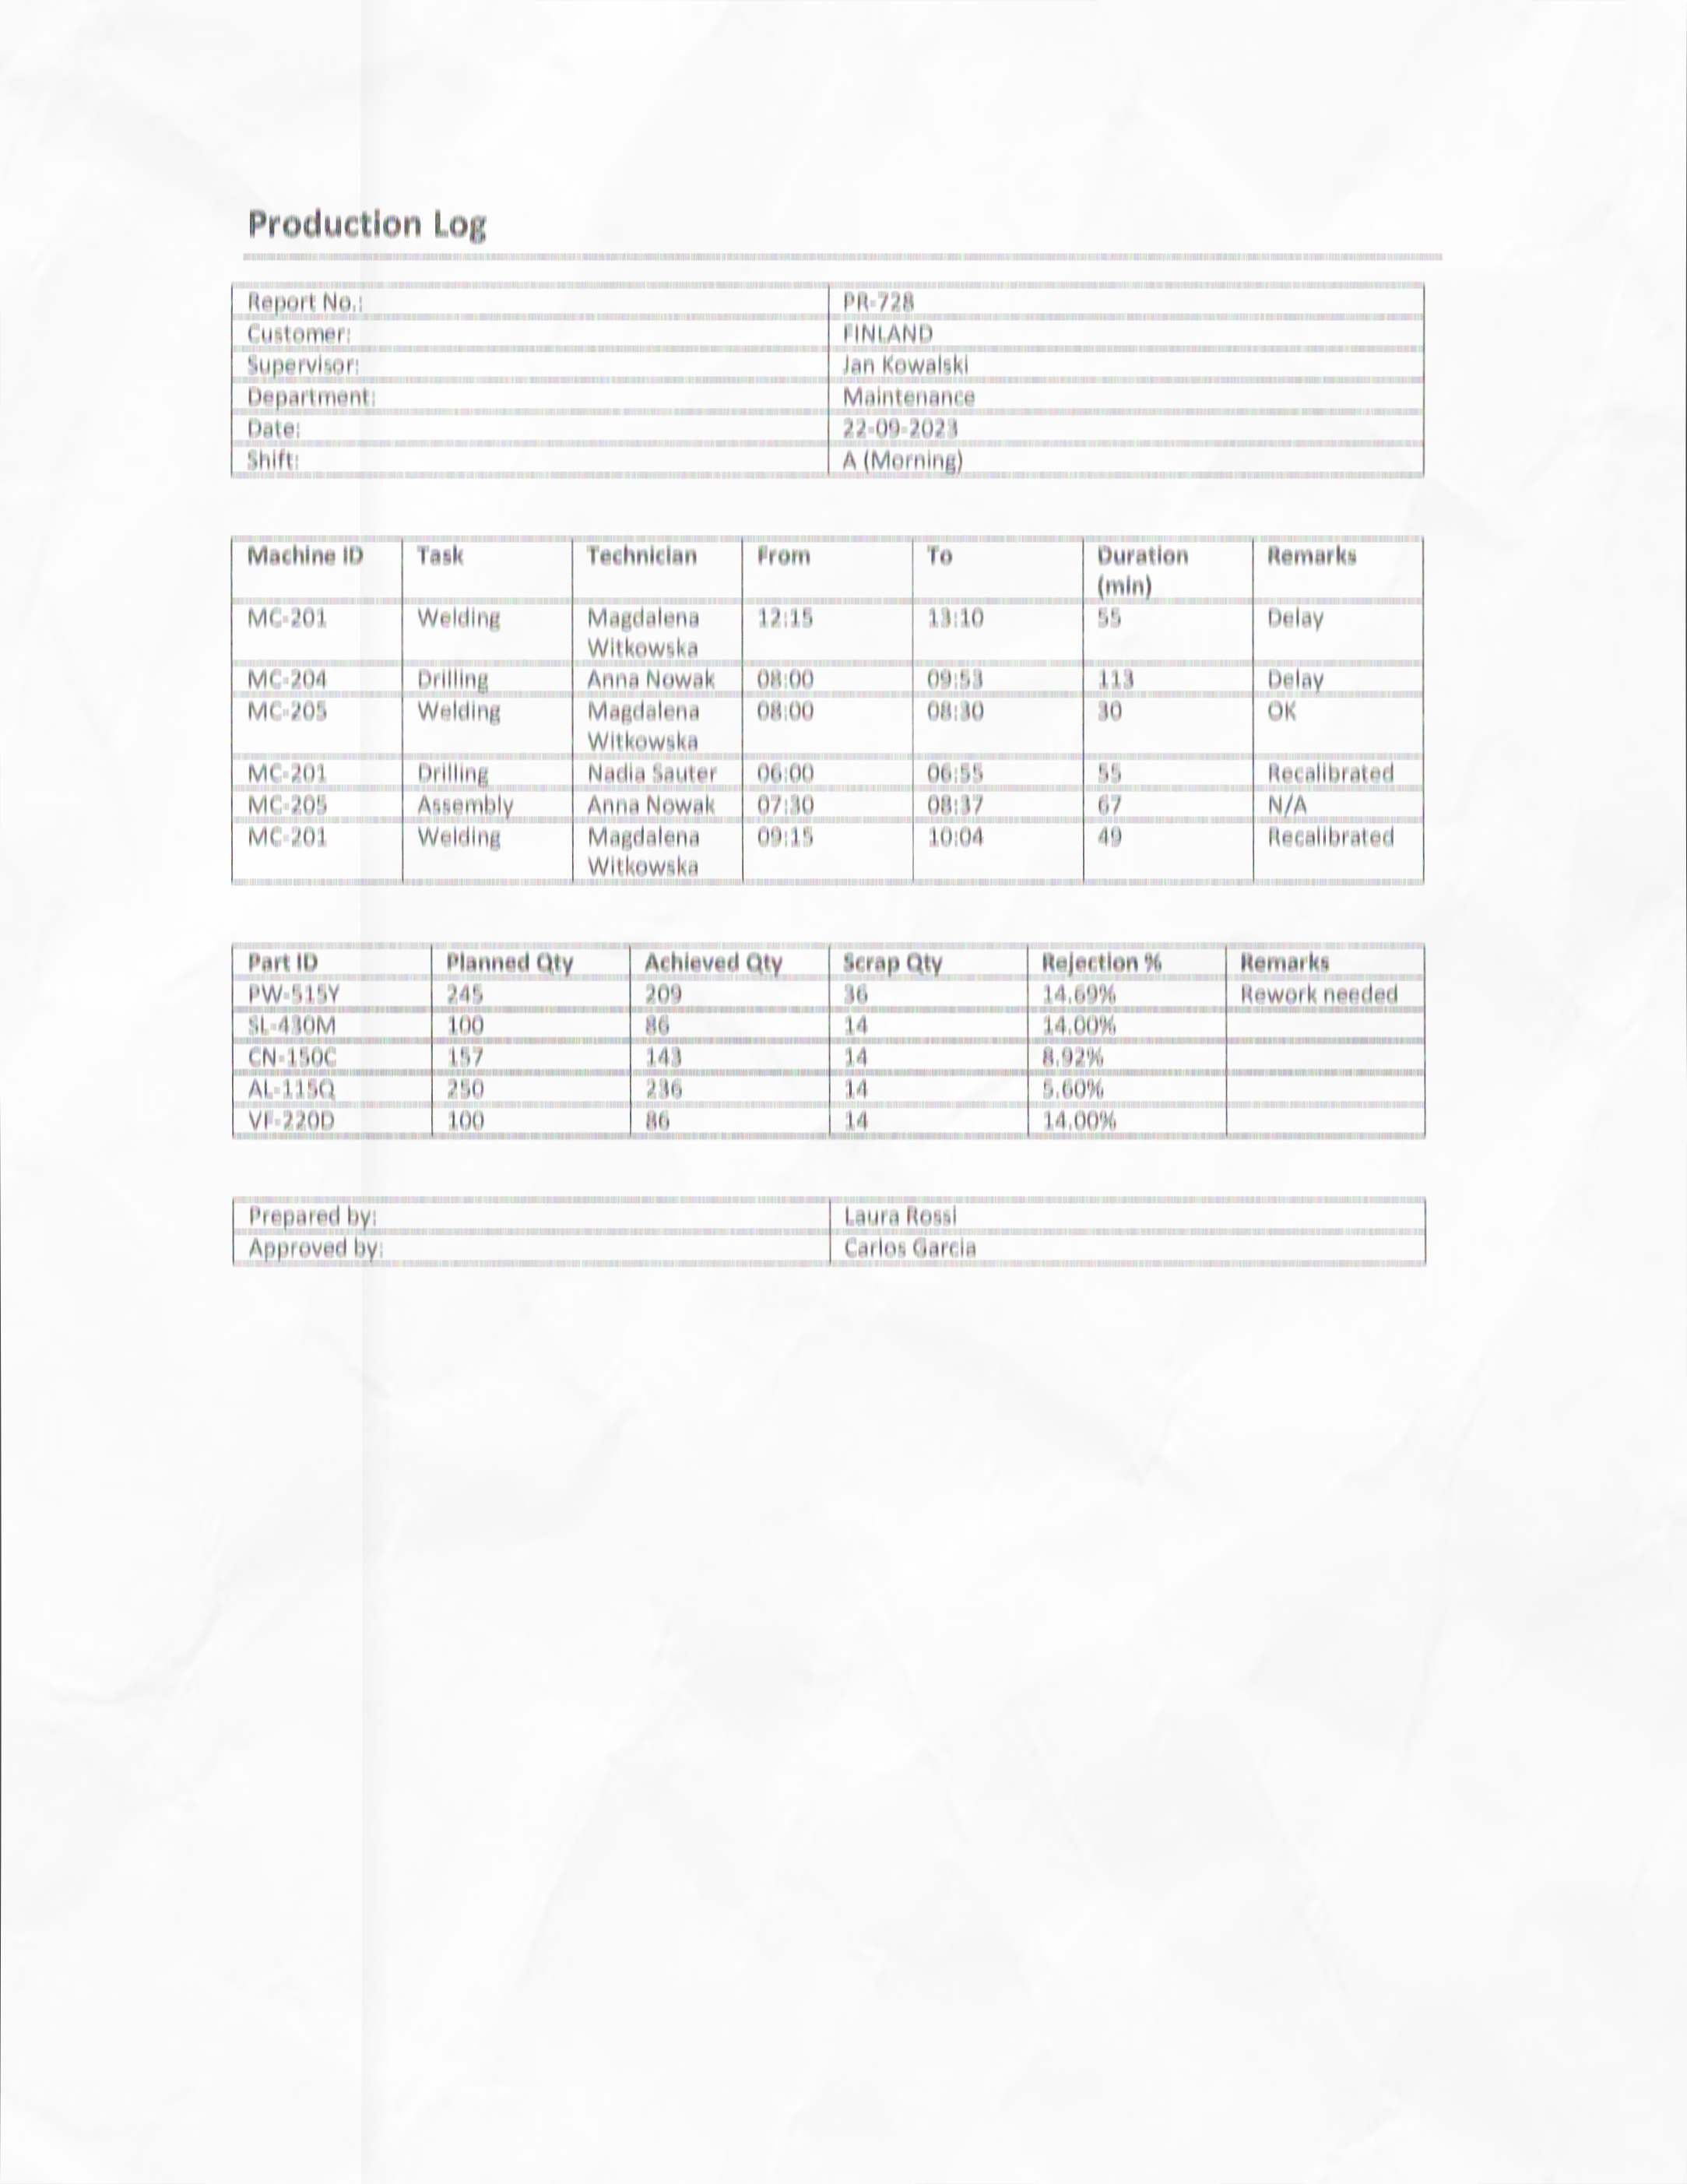 Production Log
Report No.: PR-728
Customer: FINLAND
Supervisor: Jan Kowalski
Department: Maintenance
Date: 22-09-2023
Shift: A (Morning)
Machine ID Task Technician From To Duration (min) Remarks
MC-201 Welding Magdalena Witkowska 12:15 13:10 55 Delay
MC-204 Drilling Anna Nowak 08:00 09:53 113 Delay
MC-205 Welding Magdalena Witkowska 08:00 08:30 30 OK
MC-201 Drilling Nadia Sauter 06:00 06:55 55 Recalibrated
MC-205 Assembly Anna Nowak 07:30 08:37 67 N/A
MC-201 Welding Magdalena Witkowska 09:15 10:04 49 Recalibrated
Part ID Planned Qty Achieved Qty Scrap Qty Rejection % Remarks
PW-515Y 245 209 36 14.69% Rework needed
SL-430M 100 86 14 14.00%
CN-150C 157 143 14 8.92%
AL-115Q 250 236 14 5.60%
VF-220D 100 86 14 14.00%
Prepared by: Laura Rossi
Approved by: Carlos Garcia